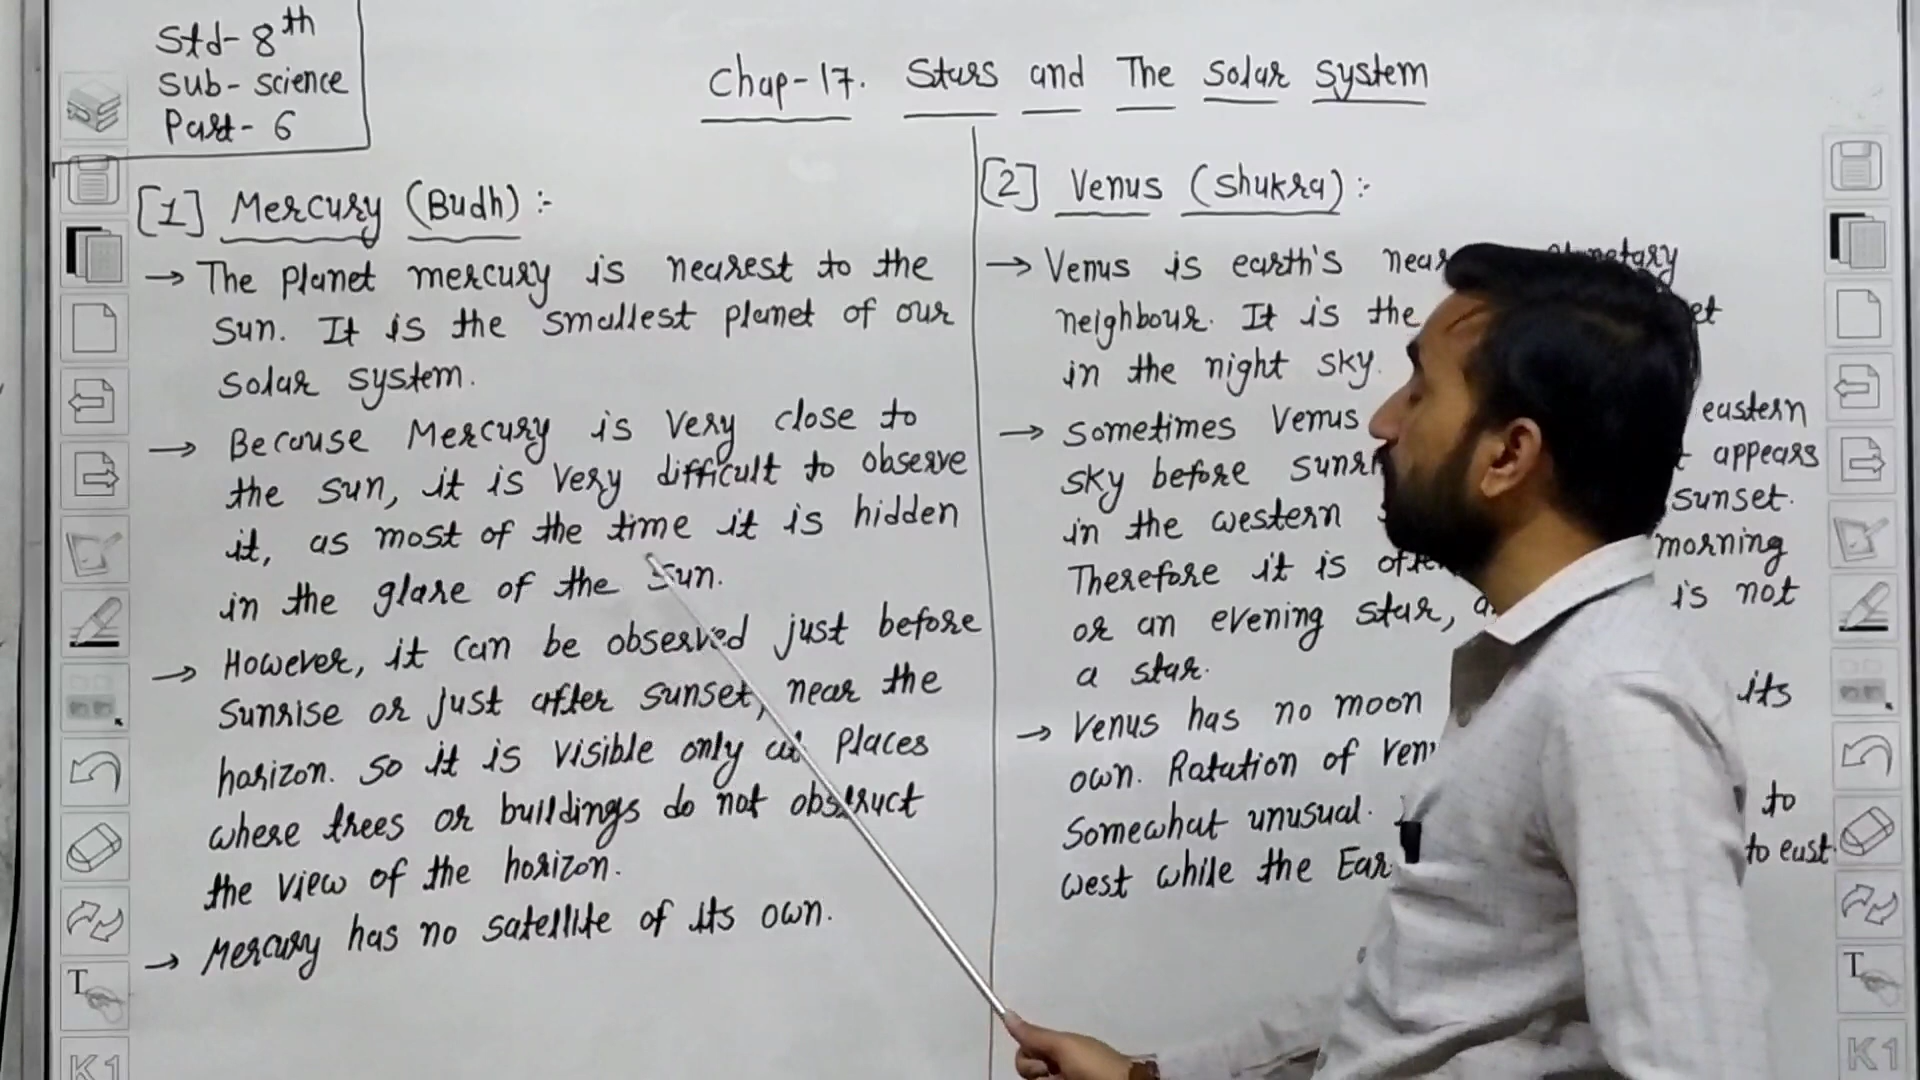 Std- 8th
Sub- science
Part- 6
Chap-17. Stars and The Solar System
[1] Mercury (Budh) :-
→ The planet mercury is nearest to the
sun. It is the smallest planet of our
solar system.
→ Because Mercury is very close to
the sun, it is very difficult to observe
it, as most of the time it is hidden
in the glare of the sun.
→ However, it can be observed just before
sunrise or just after sunset, near the
horizon. So it is visible only at places
where trees or buildings do not obstruct
the view of the horizon.
→ Mercury has no satellite of its own.
[2] Venus (Shukra) :-
→ Venus is earth's planetary
neighbour. It is the
in the night sky.
→ Sometimes Venus eastern
sky before appears
in the western sunset.
Therefore it is morning
or an evening star, is not
a star.
→ Venus has no moon its
own. Rotation of
somewhat unusual. to
west while the to east.
T
K1
T
K1